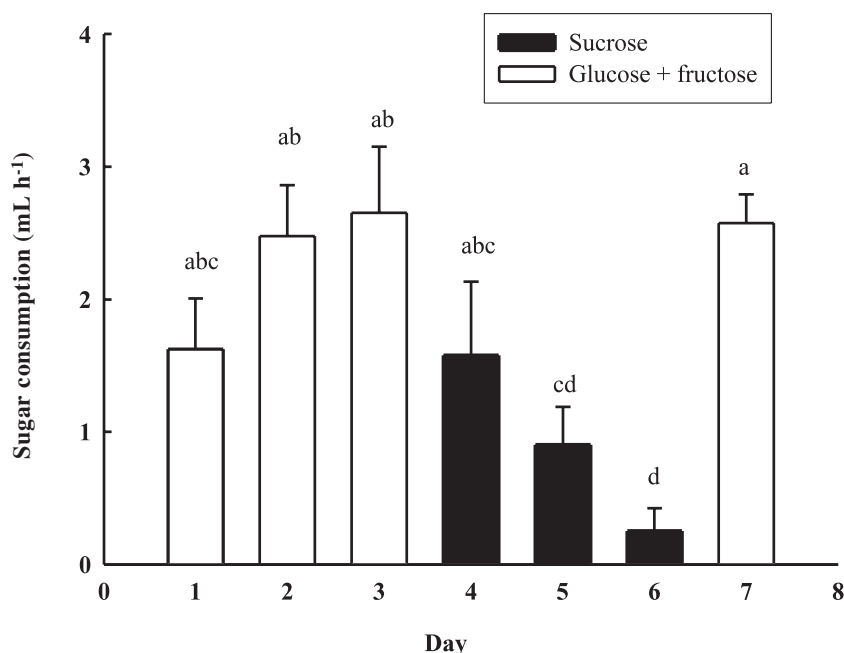 4
Sucrose
Glucose + fructose
ab
ab
3
a
abc
abc
2
cd
1
d
0
0 1 2 3 4 5 6 7 8
Sugar consumption (mL h-1)
Day